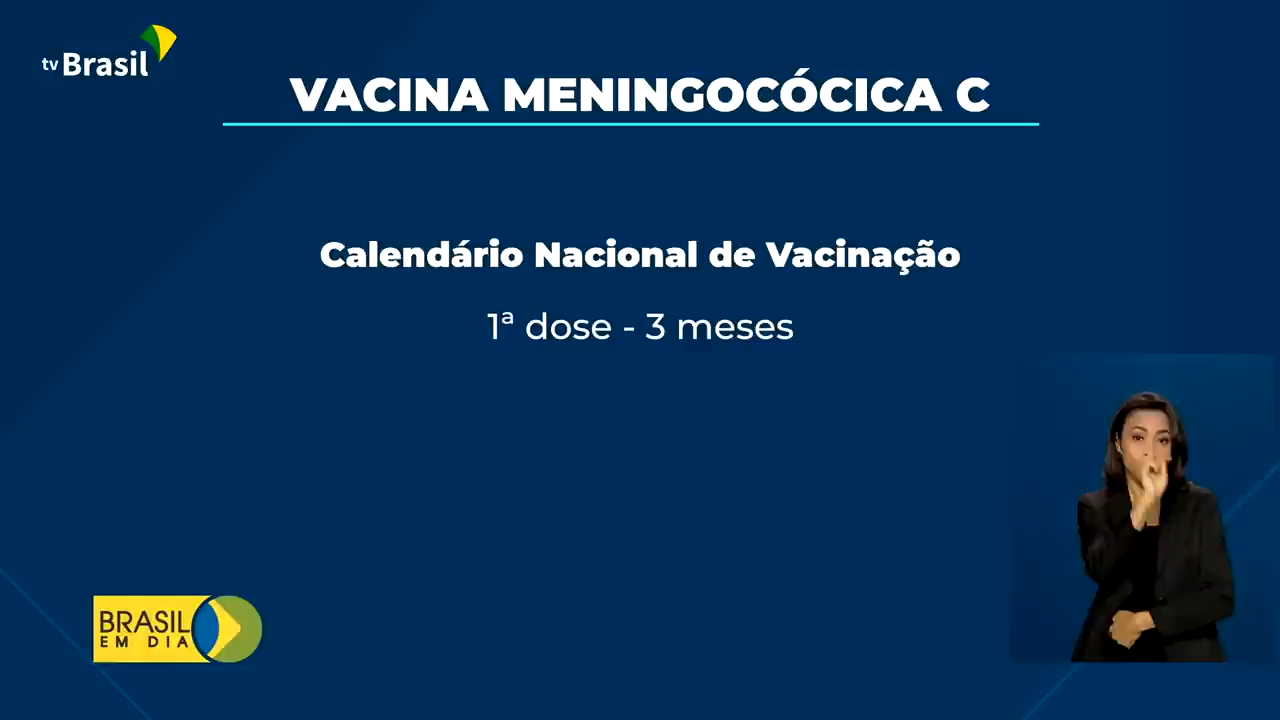 tv Brasil
VACINA MENINGOCÓCICA C
Calendário Nacional de Vacinação
1ª dose - 3 meses
BRASIL
EM DIA